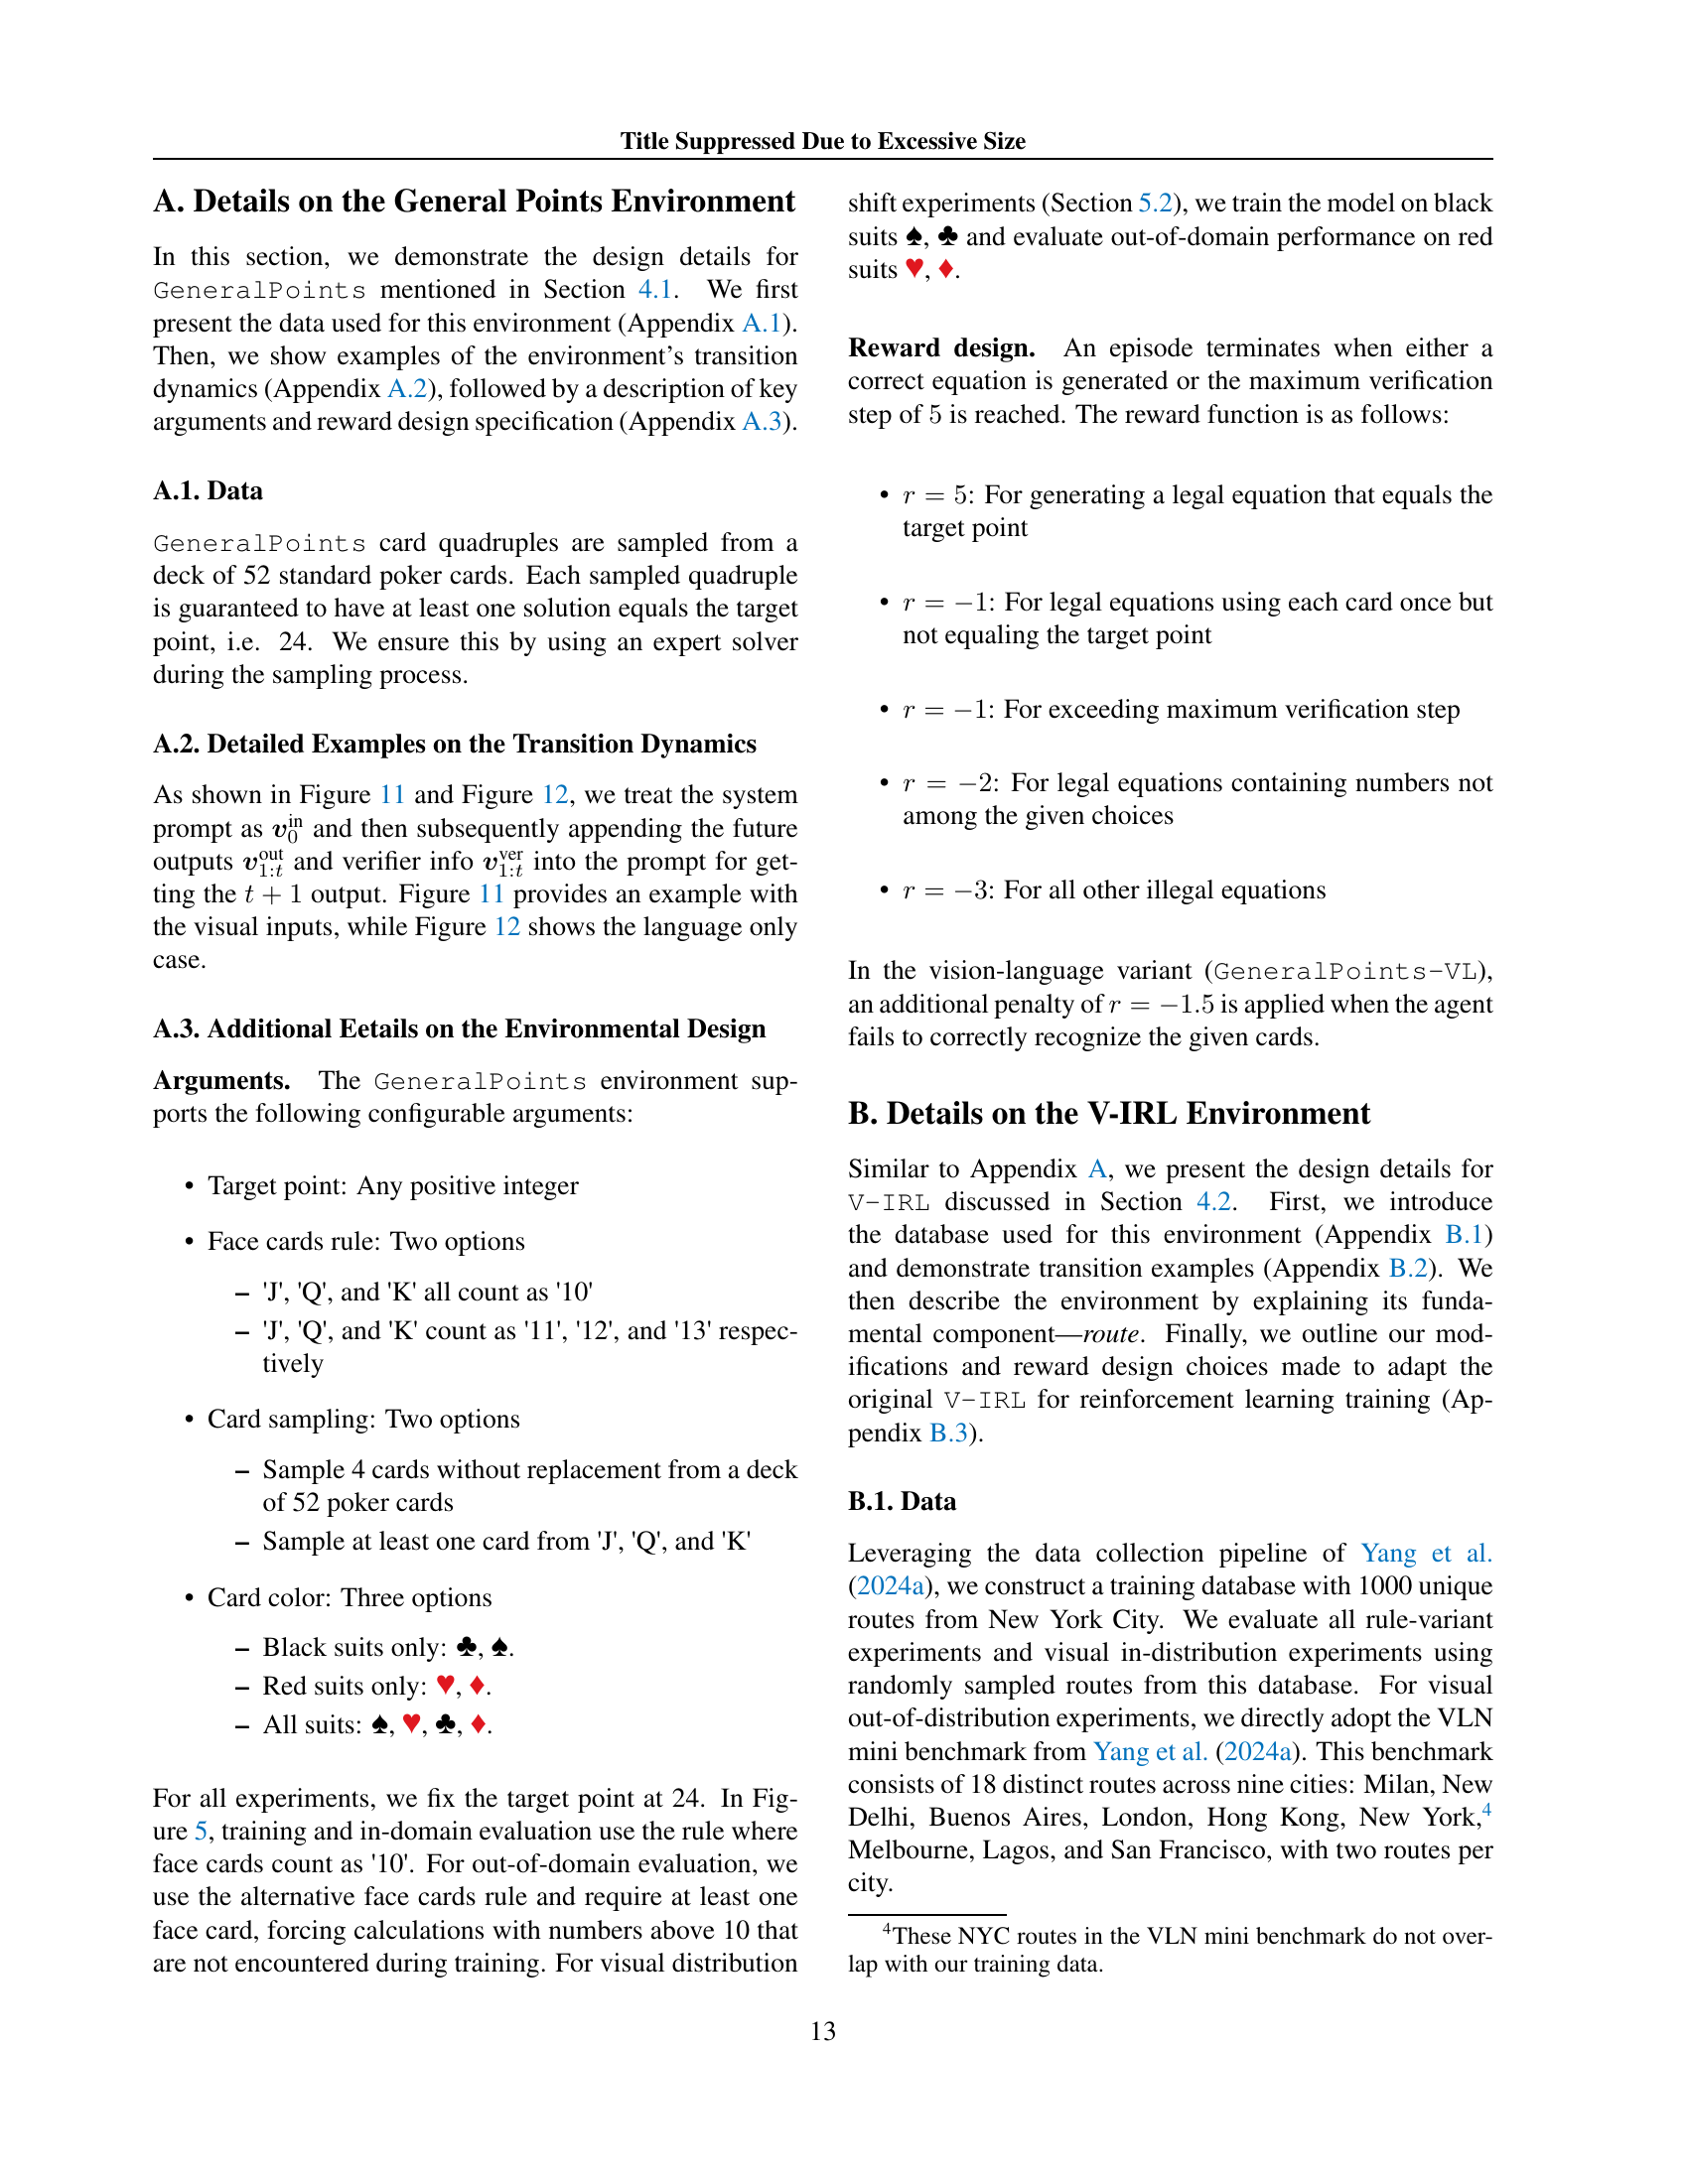 Title Suppressed Due to Excessive Size
A. Details on the General Points Environment
In this section, we demonstrate the design details for
GeneralPoints mentioned in Section 4.1. We first
present the data used for this environment (Appendix A.1).
Then, we show examples of the environment's transition
dynamics (Appendix A.2), followed by a description of key
arguments and reward design specification (Appendix A.3).
A.1. Data
GeneralPoints card quadruples are sampled from a
deck of 52 standard poker cards. Each sampled quadruple
is guaranteed to have at least one solution equals the target
point, i.e. 24. We ensure this by using an expert solver
during the sampling process.
A.2. Detailed Examples on the Transition Dynamics
As shown in Figure 11 and Figure 12, we treat the system
prompt as v_0^in and then subsequently appending the future
outputs v_{1:t}^out and verifier info v_{1:t}^ver into the prompt for get-
ting the t + 1 output. Figure 11 provides an example with
the visual inputs, while Figure 12 shows the language only
case.
A.3. Additional Eetails on the Environmental Design
Arguments. The GeneralPoints environment sup-
ports the following configurable arguments:
• Target point: Any positive integer
• Face cards rule: Two options
– 'J', 'Q', and 'K' all count as '10'
– 'J', 'Q', and 'K' count as '11', '12', and '13' respec-
tively
• Card sampling: Two options
– Sample 4 cards without replacement from a deck
of 52 poker cards
– Sample at least one card from 'J', 'Q', and 'K'
• Card color: Three options
– Black suits only: ♣, ♠.
– Red suits only: ♥, ♦.
– All suits: ♠, ♥, ♣, ♦.
For all experiments, we fix the target point at 24. In Fig-
ure 5, training and in-domain evaluation use the rule where
face cards count as '10'. For out-of-domain evaluation, we
use the alternative face cards rule and require at least one
face card, forcing calculations with numbers above 10 that
are not encountered during training. For visual distribution
shift experiments (Section 5.2), we train the model on black
suits ♠, ♣ and evaluate out-of-domain performance on red
suits ♥, ♦.
Reward design. An episode terminates when either a
correct equation is generated or the maximum verification
step of 5 is reached. The reward function is as follows:
• r = 5: For generating a legal equation that equals the
target point
• r = −1: For legal equations using each card once but
not equaling the target point
• r = −1: For exceeding maximum verification step
• r = −2: For legal equations containing numbers not
among the given choices
• r = −3: For all other illegal equations
In the vision-language variant (GeneralPoints-VL),
an additional penalty of r = −1.5 is applied when the agent
fails to correctly recognize the given cards.
B. Details on the V-IRL Environment
Similar to Appendix A, we present the design details for
V-IRL discussed in Section 4.2. First, we introduce
the database used for this environment (Appendix B.1)
and demonstrate transition examples (Appendix B.2). We
then describe the environment by explaining its funda-
mental component—route. Finally, we outline our mod-
ifications and reward design choices made to adapt the
original V-IRL for reinforcement learning training (Ap-
pendix B.3).
B.1. Data
Leveraging the data collection pipeline of Yang et al.
(2024a), we construct a training database with 1000 unique
routes from New York City. We evaluate all rule-variant
experiments and visual in-distribution experiments using
randomly sampled routes from this database. For visual
out-of-distribution experiments, we directly adopt the VLN
mini benchmark from Yang et al. (2024a). This benchmark
consists of 18 distinct routes across nine cities: Milan, New
Delhi, Buenos Aires, London, Hong Kong, New York,4
Melbourne, Lagos, and San Francisco, with two routes per
city.
4These NYC routes in the VLN mini benchmark do not over-
lap with our training data.
13